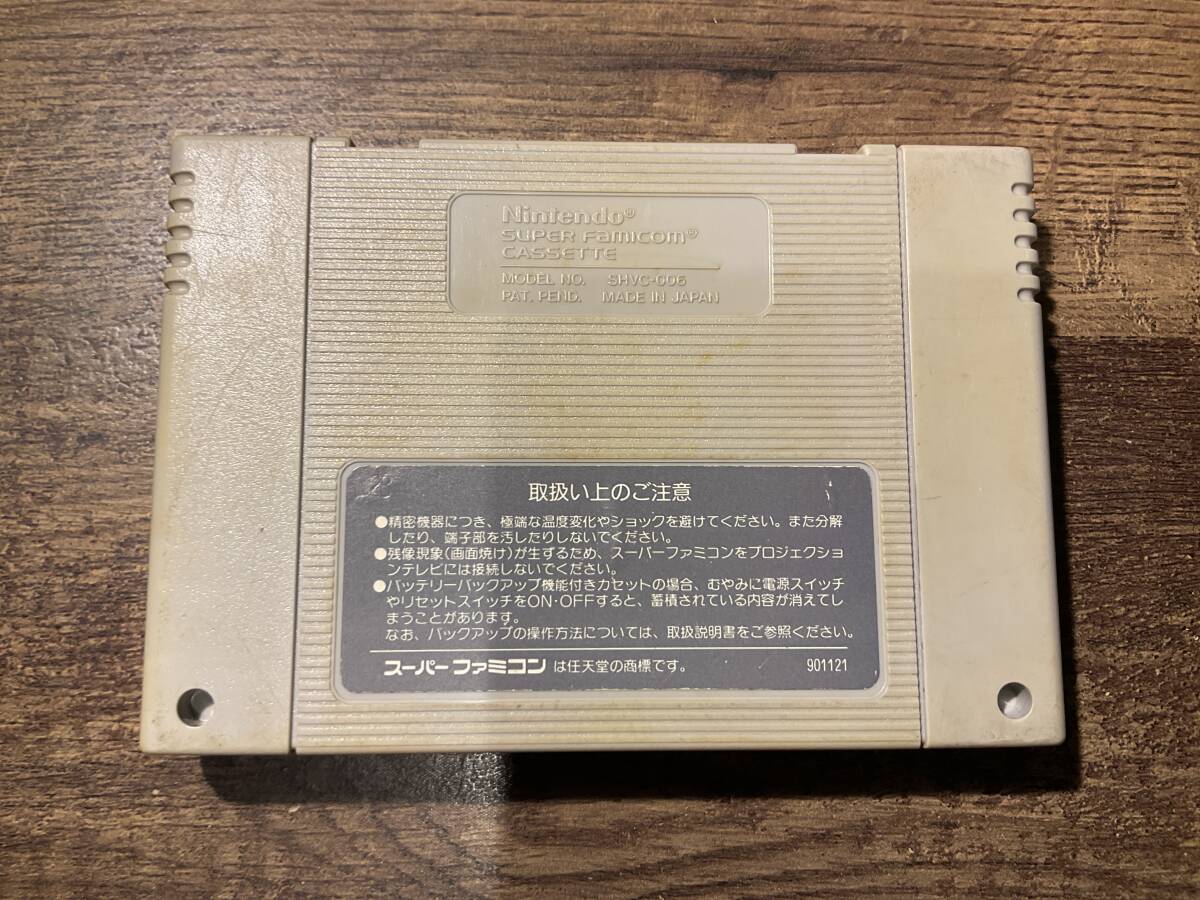 Nintendo®
SUPER FAMICOM®
CASSETTE
MODEL NO. SHVC-006
PAT. PEND. MADE IN JAPAN
取扱い上のご注意
●精密機器につき、極端な温度変化やショックを避けてください。また分解
したり、端子部を汚したりしないでください。
●残像現象(画面焼け)が生ずるため、スーパーファミコンをプロジェクショ
ンテレビには接続しないでください。
●バッテリーバックアップ機能付きカセットの場合、むやみに電源スイッチ
やリセットスイッチをON・OFFすると、蓄積されている内容が消えてし
まうことがあります。
なお、バックアップの操作方法については、取扱説明書をご参照ください。
スーパーファミコン は任天堂の商標です。 901121